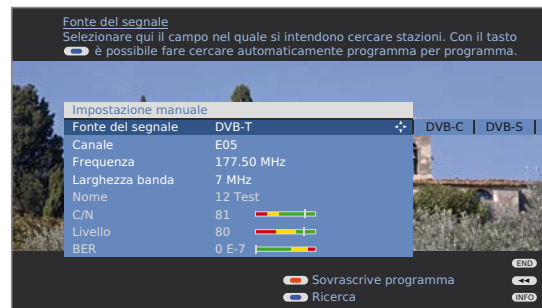 Fonte del segnale
Selezionare qui il campo nel quale si intendono cercare stazioni. Con il tasto
è possibile fare cercare automaticamente programma per programma.
Impostazione manuale
Fonte del segnale DVB-T DVB-C DVB-S
Canale E05
Frequenza 177.50 MHz
Larghezza banda 7 MHz
Nome 12 Test
C/N 81
Livello 80
BER 0 E-7
END
Sovrascrive programma
Ricerca INFO